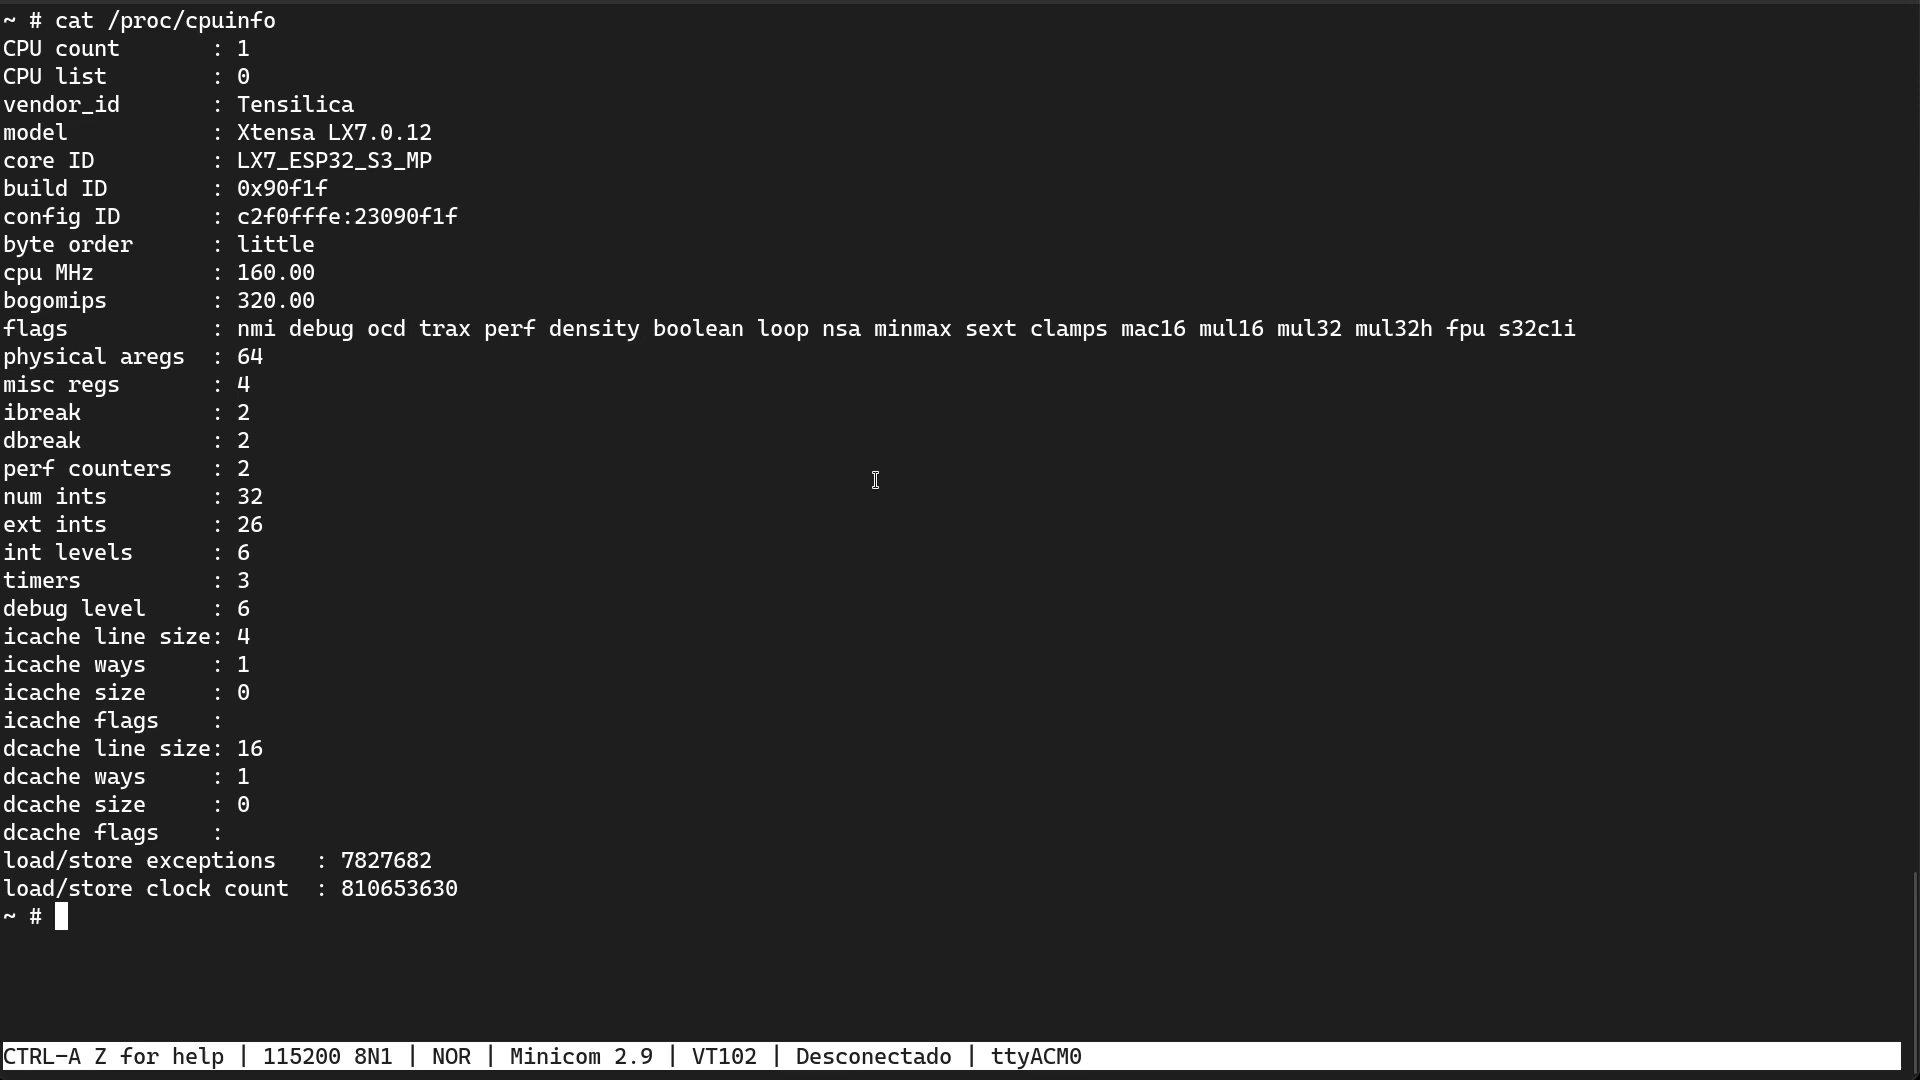 ~ # cat /proc/cpuinfo
CPU count       : 1
CPU list        : 0
vendor_id       : Tensilica
model           : Xtensa LX7.0.12
core ID         : LX7_ESP32_S3_MP
build ID        : 0x90f1f
config ID       : c2f0fffe:23090f1f
byte order      : little
cpu MHz         : 160.00
bogomips        : 320.00
flags           : nmi debug ocd trax perf density boolean loop nsa minmax sext clamps mac16 mul16 mul32 mul32h fpu s32c1i
physical aregs  : 64
misc regs       : 4
ibreak          : 2
dbreak          : 2
perf counters   : 2
num ints        : 32
ext ints        : 26
int levels      : 6
timers          : 3
debug level     : 6
icache line size: 4
icache ways     : 1
icache size     : 0
icache flags    :
dcache line size: 16
dcache ways     : 1
dcache size     : 0
dcache flags    :
load/store exceptions   : 7827682
load/store clock count  : 810653630
~ #
CTRL-A Z for help | 115200 8N1 | NOR | Minicom 2.9 | VT102 | Desconectado | ttyACM0